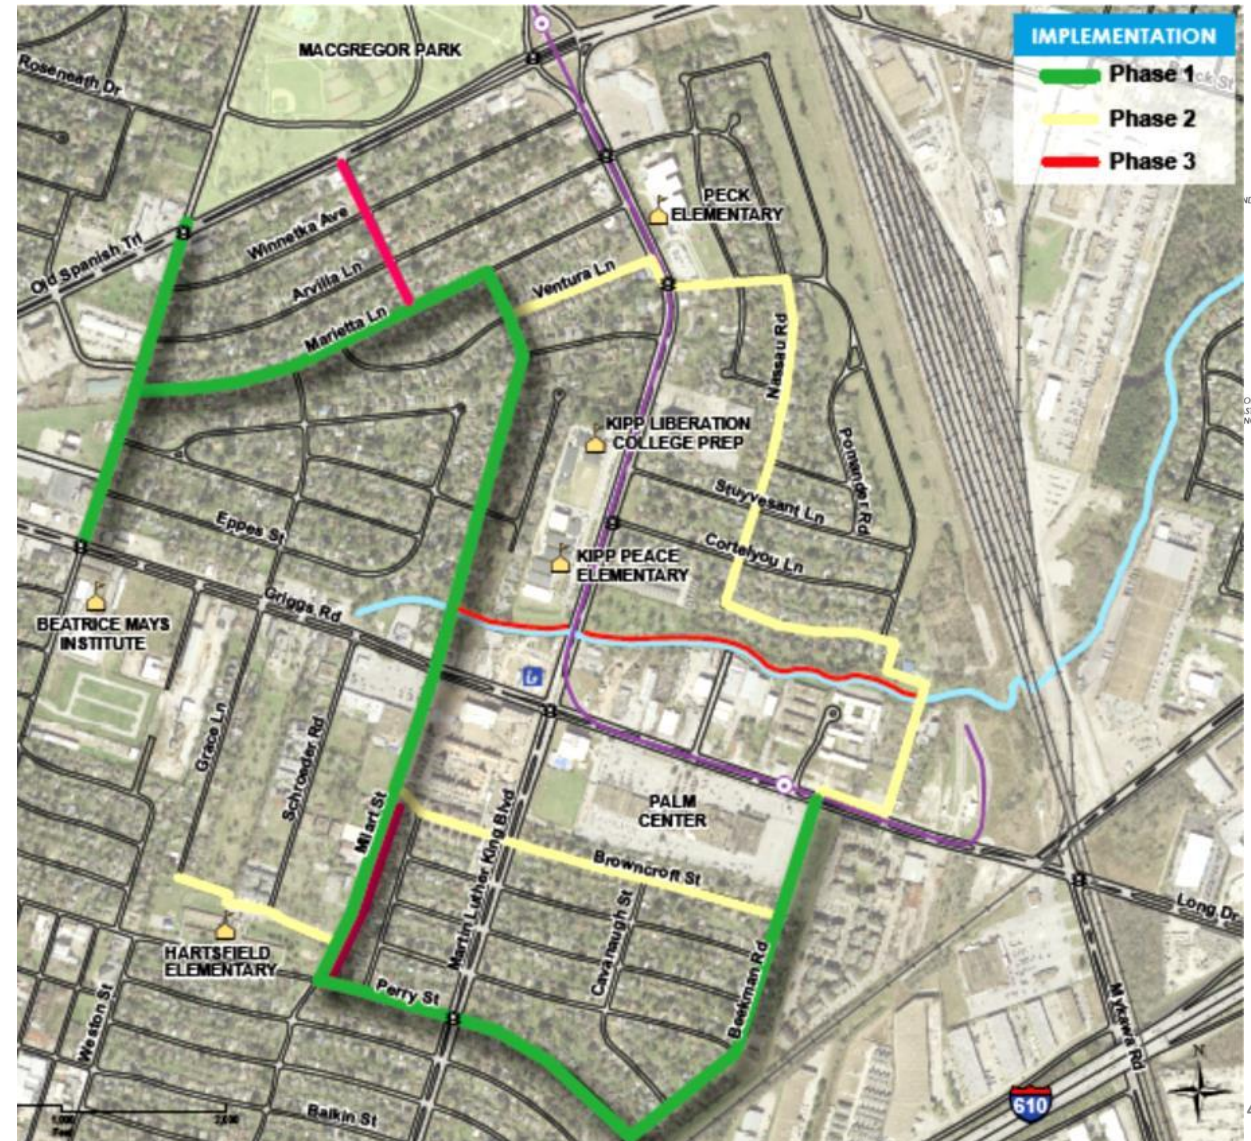 IMPLEMENTATION
Phase 1
Phase 2
Phase 3
MACGREGOR PARK
Roseneath Dr
PECK
ELEMENTARY
Winnetka Ave
Old Spanish Trl
Arvilla Ln
Ventura Ln
Marietta Ln
Nassau Rd
KIPP LIBERATION
COLLEGE PREP
Pomander Rd
Stuyvesant Ln
Eppes St
Cortelyou Ln
KIPP PEACE
ELEMENTARY
Griggs Rd
BEATRICE MAYS
INSTITUTE
Grace Ln
Schroeder Rd
Milart St
Martin Luther King Blvd
PALM
CENTER
Browncroft St
Cavanaugh St
Long Dr
HARTSFIELD
ELEMENTARY
Beekman Rd
Perry St
Weston St
Mykawa Rd
N
610
Balkin St
1,000
Feet